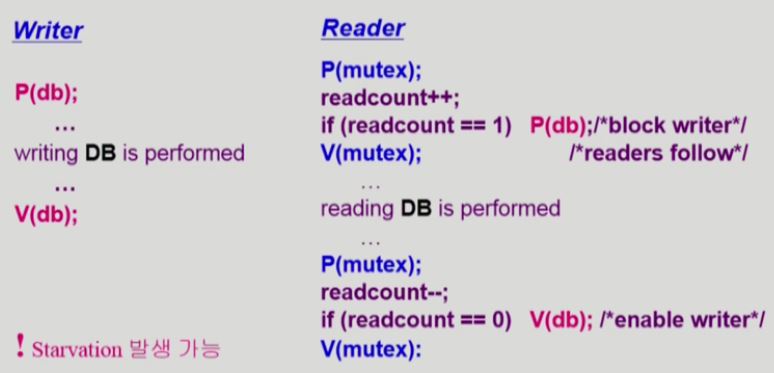 Writer
P(db);
...
writing DB is performed
...
V(db);
! Starvation 발생 가능
Reader
P(mutex);
readcount++;
if (readcount == 1) P(db);/*block writer*/
V(mutex); /*readers follow*/
...
reading DB is performed
...
P(mutex);
readcount--;
if (readcount == 0) V(db); /*enable writer*/
V(mutex):